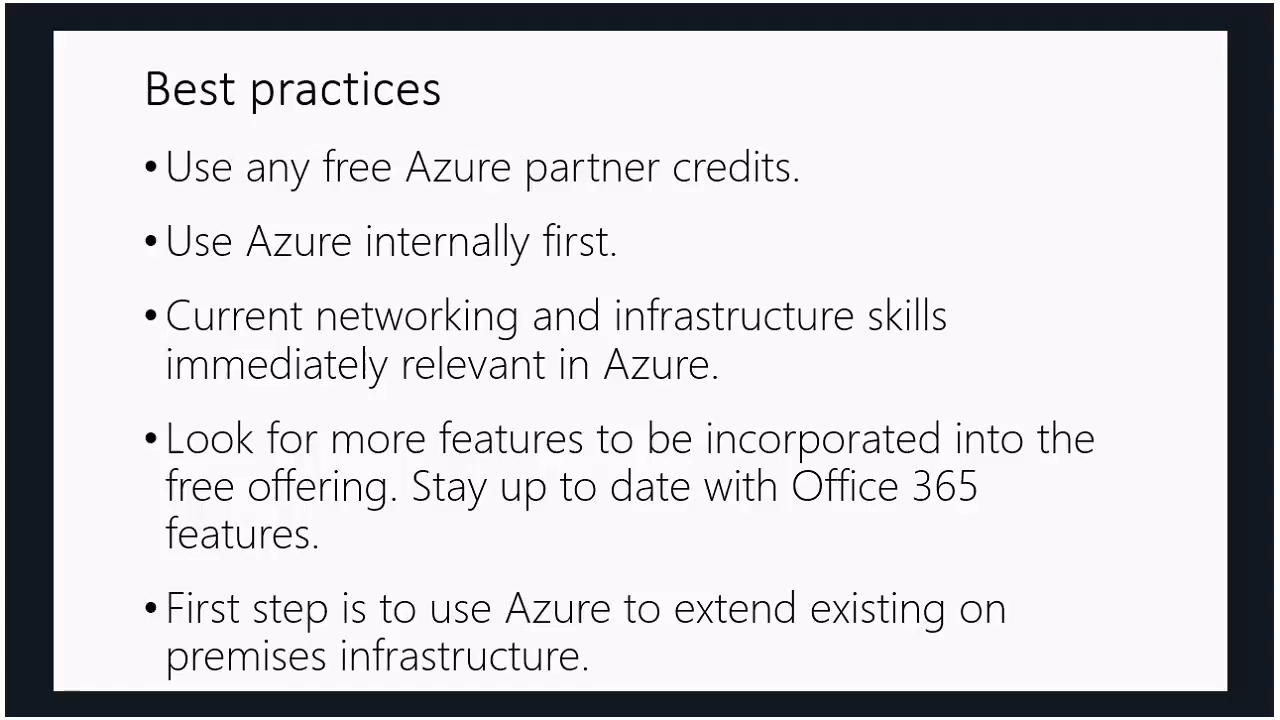 Best practices
•Use any free Azure partner credits.
•Use Azure internally first.
•Current networking and infrastructure skills
immediately relevant in Azure.
•Look for more features to be incorporated into the
free offering. Stay up to date with Office 365
features.
•First step is to use Azure to extend existing on
premises infrastructure.